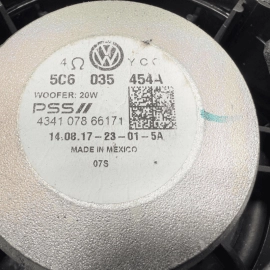 4Ω YCC
5C6 035 454A
WOOFER: 20W
PSS//
4341 078 66171
14.08.17-23-01-5A
MADE IN MEXICO
07S